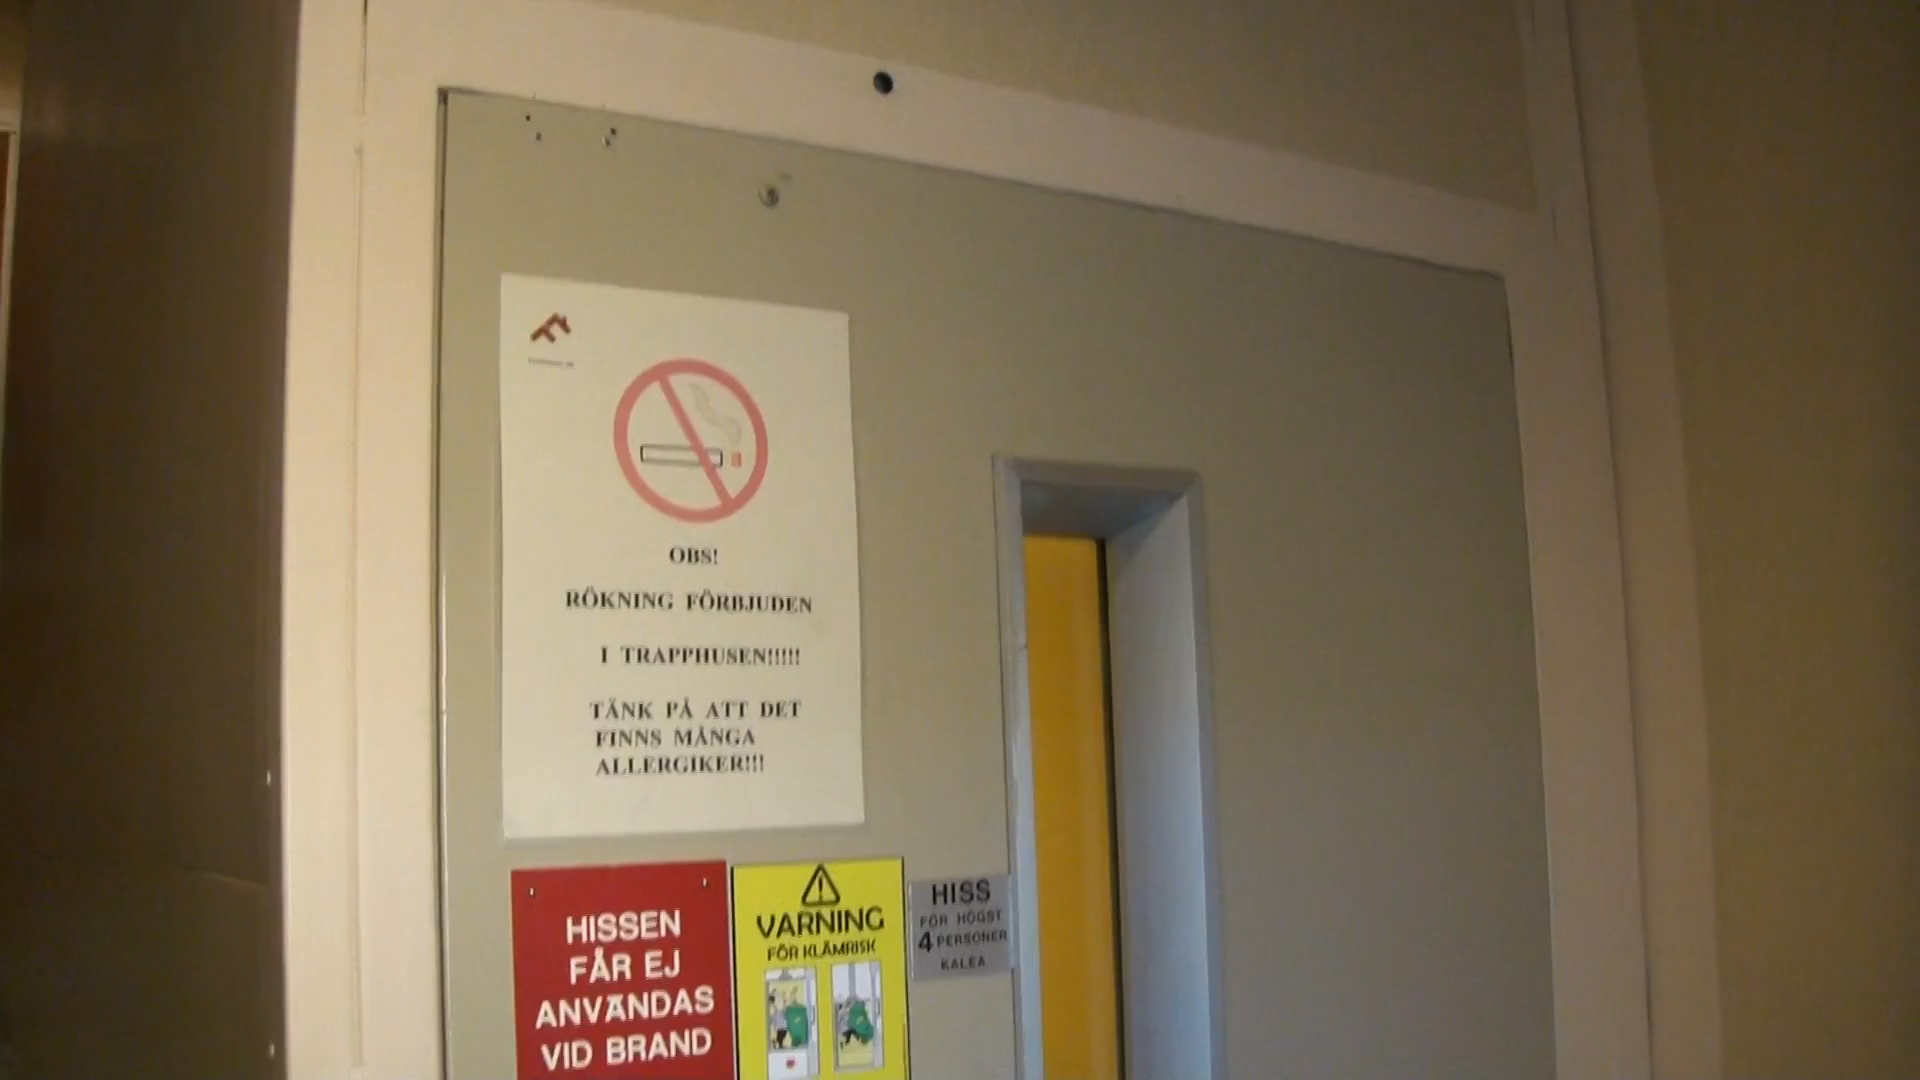 OBS!
RÖKNING FÖRBJUDEN
I TRAPPHUSEN!!!!!
TÄNK PÅ ATT DET
FINNS MÅNGA
ALLERGIKER!!!
HISSEN
FÅR EJ
ANVÄNDAS
VID BRAND
VARNING
FÖR KLÄMRISK
HISS
FÖR HÖGST
4 PERSONER
KALEA